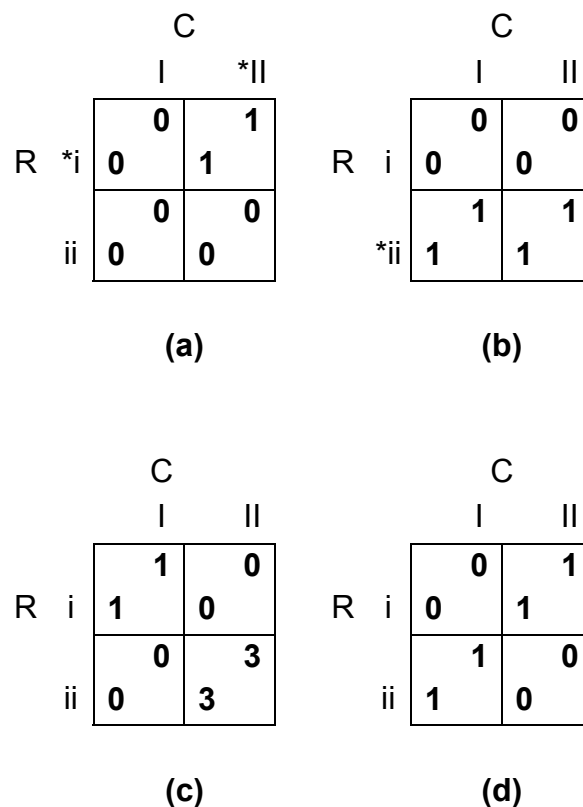 C C
I *II I II
0 1 0 0
R *i 0 1 R i 0 0
0 0 1 1
ii 0 0 *ii 1 1
(a) (b)
C C
I II I II
1 0 0 1
R i 1 0 R i 0 1
0 3 1 0
ii 0 3 ii 1 0
(c) (d)